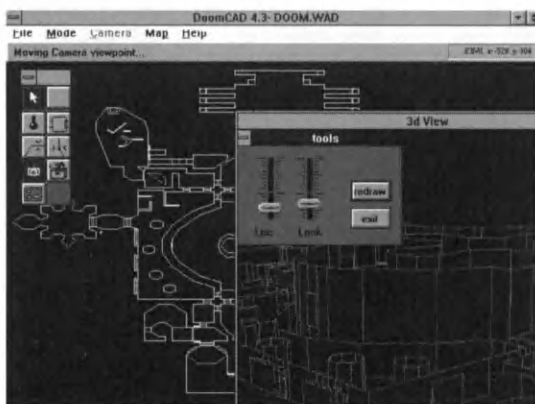 DoomCAD 4.3- DOOM.WAD
File Mode Camera Map Help
Moving Camera viewpoint...
3d View
tools
redraw
exit
Look